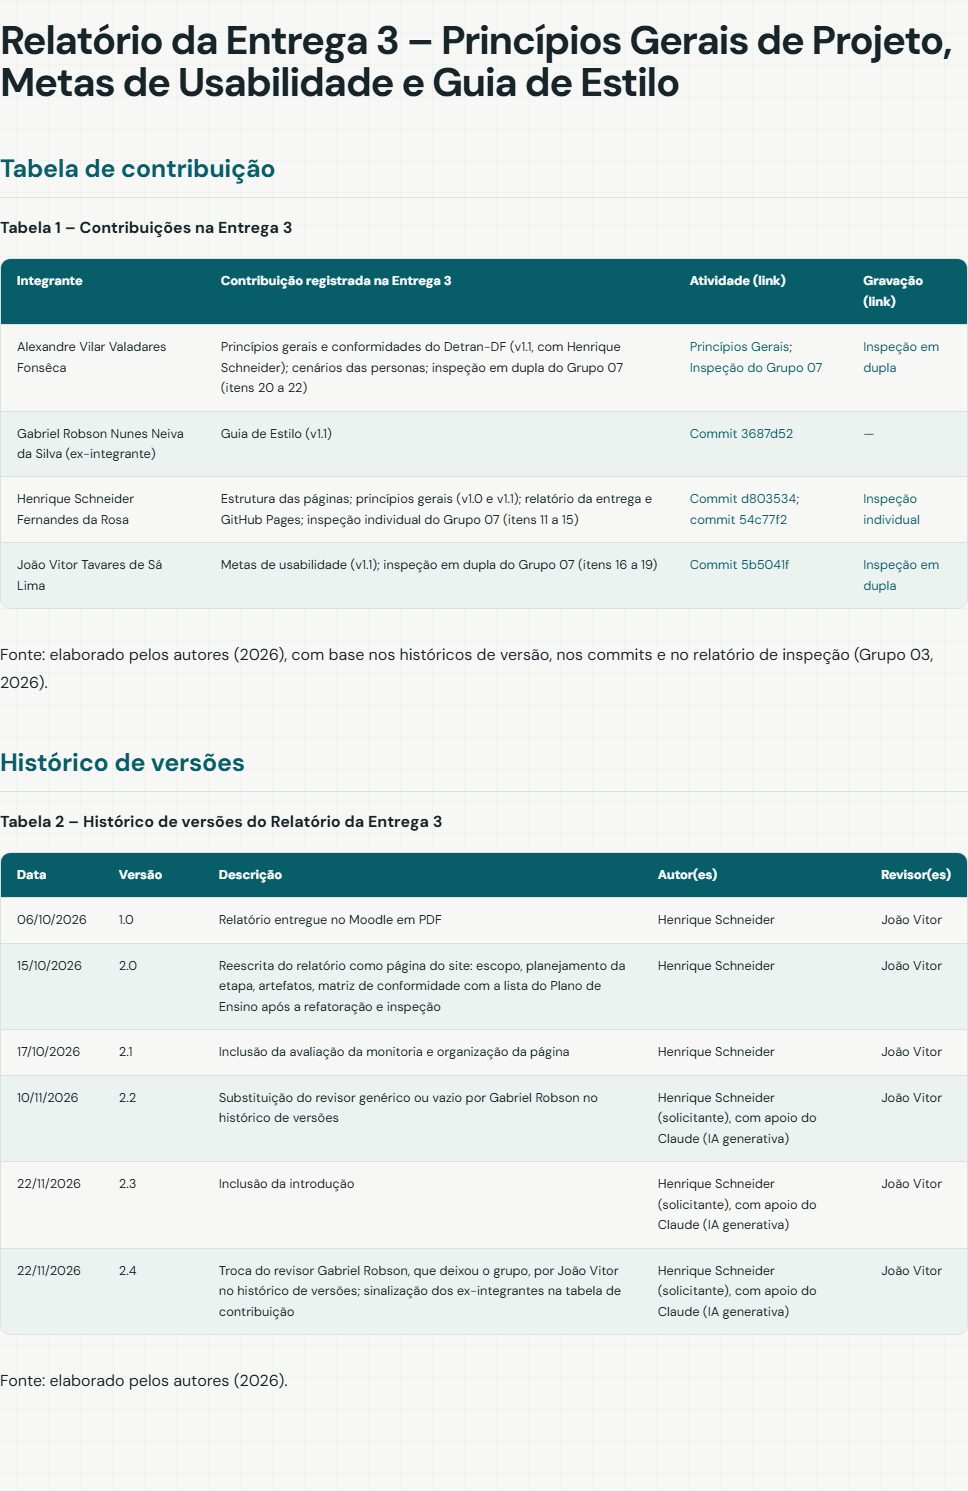 Relatório da Entrega 3 – Princípios Gerais de Projeto,
Metas de Usabilidade e Guia de Estilo
Tabela de contribuição
Tabela 1 – Contribuições na Entrega 3
Integrante Contribuição registrada na Entrega 3 Atividade (link) Gravação
(link)
Alexandre Vilar Valadares Princípios gerais e conformidades do Detran-DF (v1.1, com Henrique Princípios Gerais; Inspeção em
Fonsêca Schneider); cenários das personas; inspeção em dupla do Grupo 07 Inspeção do Grupo 07 dupla
(itens 20 a 22)
Gabriel Robson Nunes Neiva Guia de Estilo (v1.1) Commit 3687d52 —
da Silva (ex-integrante)
Henrique Schneider Estrutura das páginas; princípios gerais (v1.0 e v1.1); relatório da entrega e Commit d803534; Inspeção
Fernandes da Rosa GitHub Pages; inspeção individual do Grupo 07 (itens 11 a 15) commit 54c77f2 individual
João Vitor Tavares de Sá Metas de usabilidade (v1.1); inspeção em dupla do Grupo 07 (itens 16 a 19) Commit 5b5041f Inspeção em
Lima dupla
Fonte: elaborado pelos autores (2026), com base nos históricos de versão, nos commits e no relatório de inspeção (Grupo 03,
2026).
Histórico de versões
Tabela 2 – Histórico de versões do Relatório da Entrega 3
Data Versão Descrição Autor(es) Revisor(es)
06/10/2026 1.0 Relatório entregue no Moodle em PDF Henrique Schneider João Vitor
15/10/2026 2.0 Reescrita do relatório como página do site: escopo, planejamento da Henrique Schneider João Vitor
etapa, artefatos, matriz de conformidade com a lista do Plano de
Ensino após a refatoração e inspeção
17/10/2026 2.1 Inclusão da avaliação da monitoria e organização da página Henrique Schneider João Vitor
10/11/2026 2.2 Substituição do revisor genérico ou vazio por Gabriel Robson no Henrique Schneider João Vitor
histórico de versões (solicitante), com apoio do
Claude (IA generativa)
22/11/2026 2.3 Inclusão da introdução Henrique Schneider João Vitor
(solicitante), com apoio do
Claude (IA generativa)
22/11/2026 2.4 Troca do revisor Gabriel Robson, que deixou o grupo, por João Vitor Henrique Schneider João Vitor
no histórico de versões; sinalização dos ex-integrantes na tabela de (solicitante), com apoio do
contribuição Claude (IA generativa)
Fonte: elaborado pelos autores (2026).